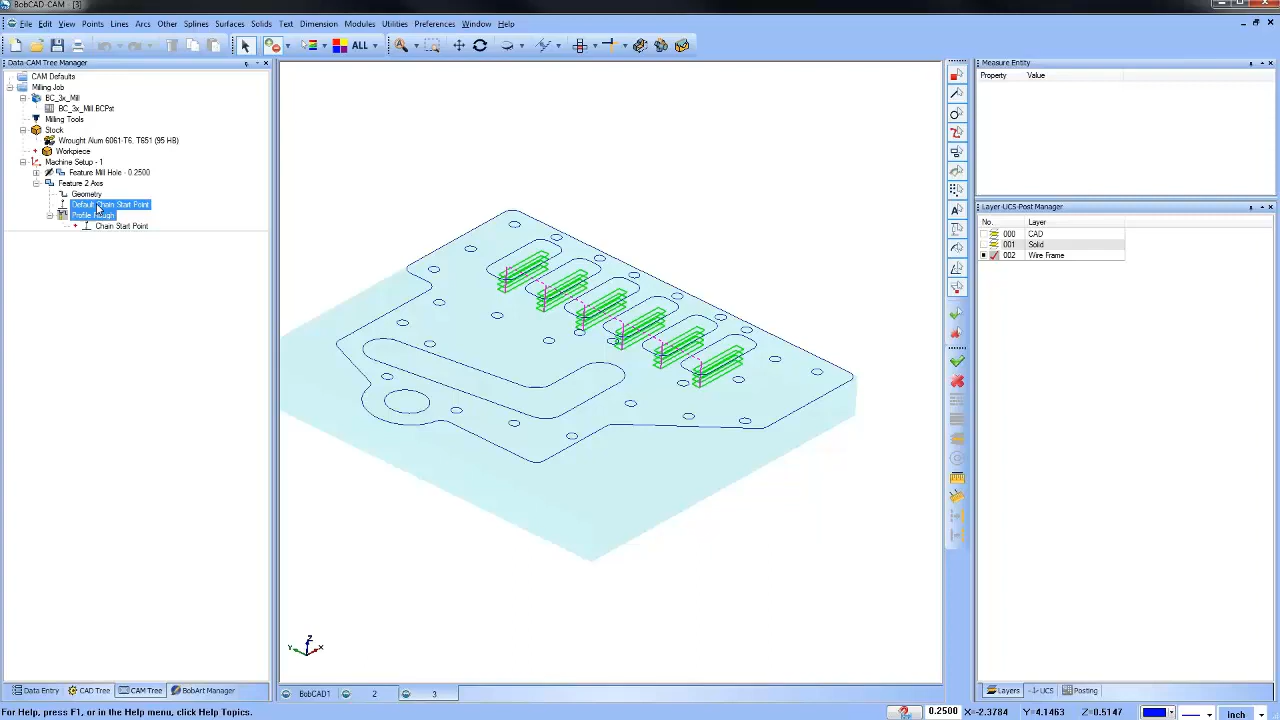 BobCAD-CAM - [3]
File Edit View Points Lines Arcs Other Splines Surfaces Solids Text Dimension Modules Utilities Preferences Window Help
ALL
Data-CAM Tree Manager
CAM Defaults
Milling Job
BC_3x_Mill
BC_3x_Mill.BCPst
Milling Tools
Stock
Wrought Alum 6061-T6, T651 (95 HB)
Workpiece
Machine Setup - 1
Feature Mill Hole - 0.2500
Feature 2 Axis
Geometry
Default Chain Start Point
Profile Rough
Chain Start Point
Z
Y
X
Data Entry CAD Tree CAM Tree BobArt Manager
BobCAD1 2 3
Measure Entity
Property Value
Layer-UCS-Post Manager
No. Layer
000 CAD
001 Solid
002 Wire Frame
Layers UCS Posting
For Help, press F1, or in the Help menu, click Help Topics.
0.2500 X=-2.3784 Y=4.1463 Z=0.5147 Inch